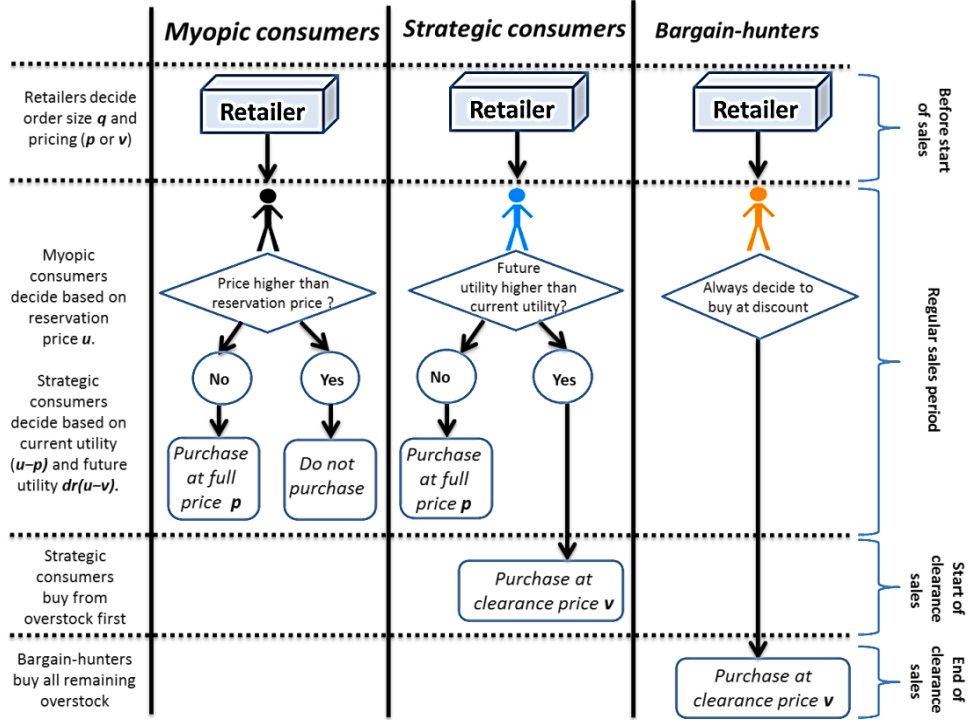 Myopic consumers
Strategic consumers
Bargain-hunters
Retailers decide
order size q and
pricing (p or v)
Retailer
Retailer
Retailer
Before start
of sales
Myopic
consumers
decide based on
reservation
price u.
Strategic
consumers
decide based on
current utility
(u–p) and future
utility dr(u–v).
Price higher than
reservation price ?
No
Yes
Purchase
at full
price p
Do not
purchase
Future
utility higher than
current utility?
No
Yes
Purchase
at full
price p
Always decide to
buy at discount
Regular sales period
Strategic
consumers
buy from
overstock first
Purchase at
clearance price v
Start of
clearance
sales
Bargain-hunters
buy all remaining
overstock
Purchase at
clearance price v
End of
clearance
sales